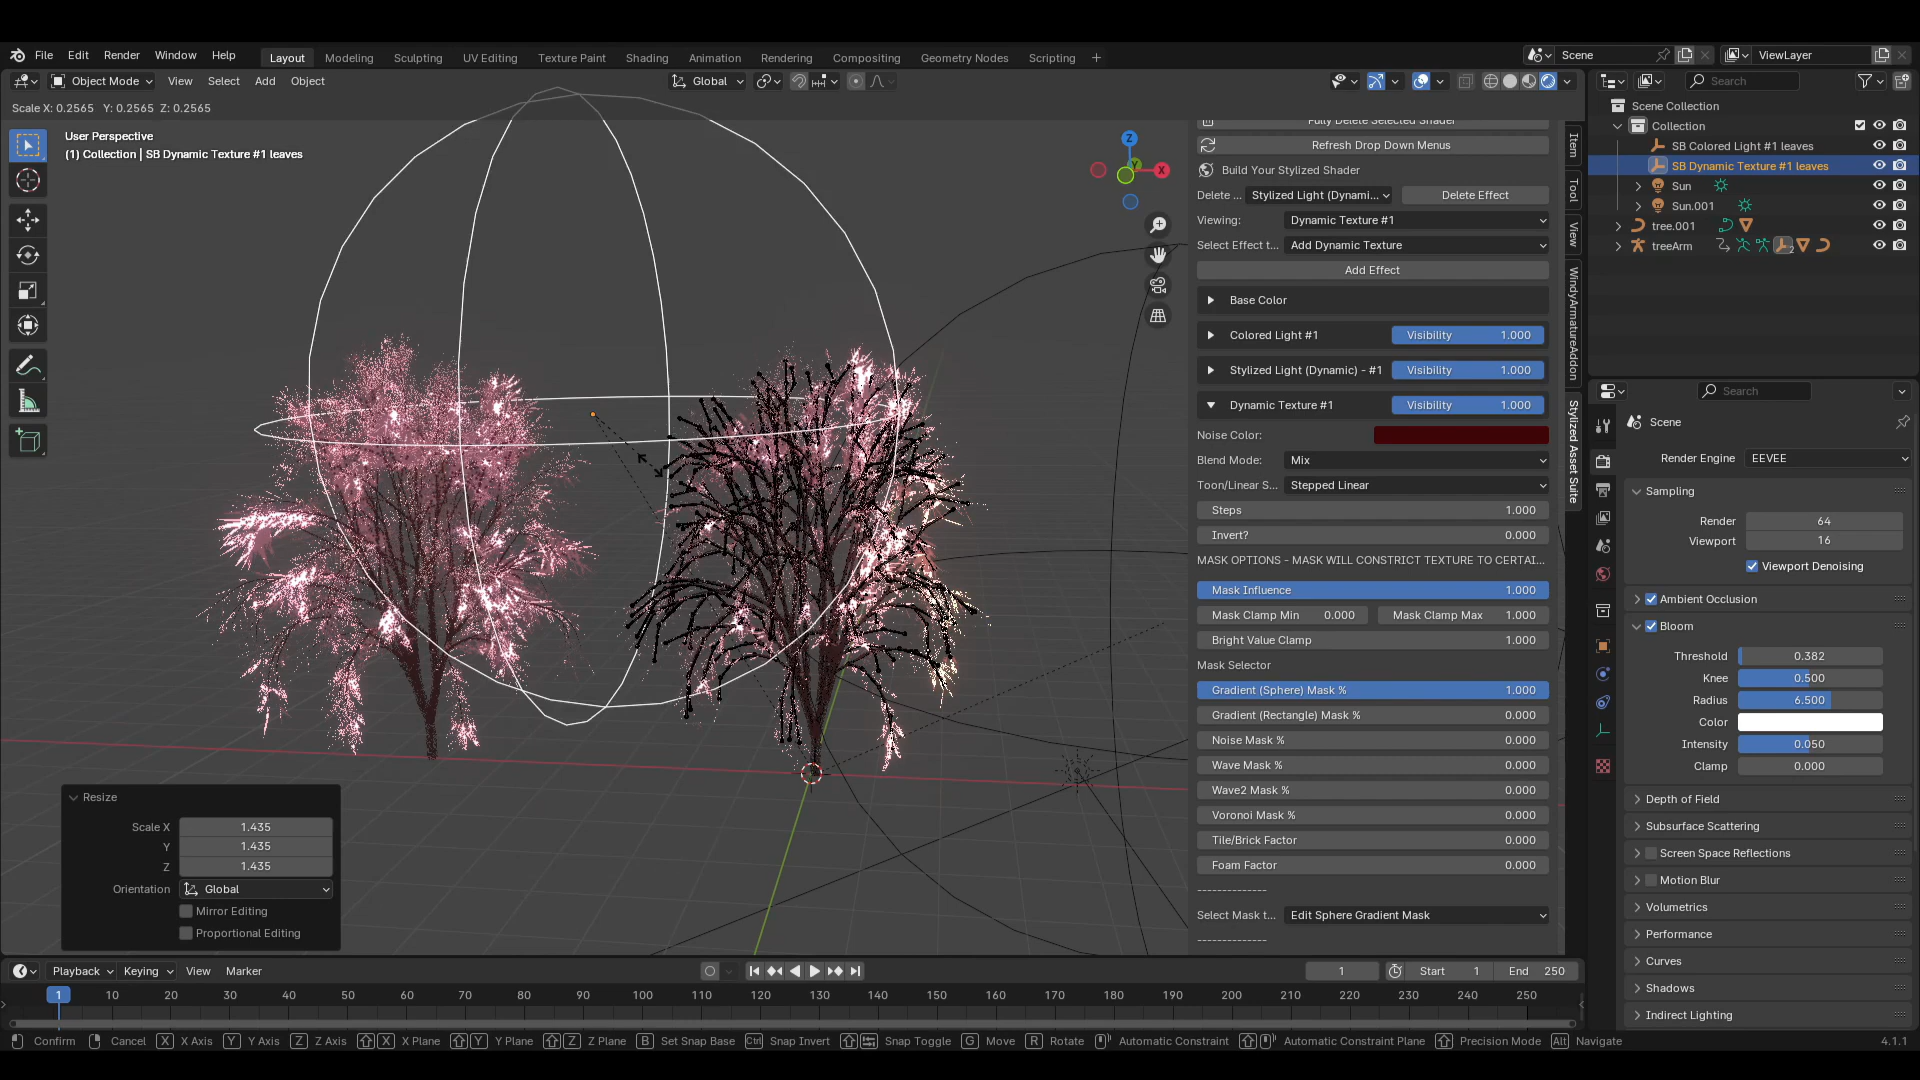 File Edit Render Window Help Layout Modeling Sculpting UV Editing Texture Paint Shading Animation Rendering Compositing Geometry Nodes Scripting + Scene ViewLayer
Object Mode View Select Add Object Global Search
Scale X: 0.2565 Y: 0.2565 Z: 0.2565
User Perspective
(1) Collection | SB Dynamic Texture #1 leaves
Z
Y
X
Fully Delete Selected Shader
Refresh Drop Down Menus
Build Your Stylized Shader
Delete ... Stylized Light (Dynami... Delete Effect
Viewing: Dynamic Texture #1
Select Effect t... Add Dynamic Texture
Add Effect
Base Color
Colored Light #1 Visibility 1.000
Stylized Light (Dynamic) - #1 Visibility 1.000
Dynamic Texture #1 Visibility 1.000
Noise Color:
Blend Mode: Mix
Toon/Linear S... Stepped Linear
Steps 1.000
Invert? 0.000
MASK OPTIONS - MASK WILL CONSTRICT TEXTURE TO CERTAI...
Mask Influence 1.000
Mask Clamp Min 0.000 Mask Clamp Max 1.000
Bright Value Clamp 1.000
Mask Selector
Gradient (Sphere) Mask % 1.000
Gradient (Rectangle) Mask % 0.000
Noise Mask % 0.000
Wave Mask % 0.000
Wave2 Mask % 0.000
Voronoi Mask % 0.000
Tile/Brick Factor 0.000
Foam Factor 0.000
--------------
Select Mask t... Edit Sphere Gradient Mask
--------------
Item
Tool
View
WindyArmatureAddon
Stylized Asset Suite
Scene Collection
Collection
SB Colored Light #1 leaves
SB Dynamic Texture #1 leaves
Sun
Sun.001
tree.001
treeArm 2
Search
Scene
Render Engine EEVEE
Sampling
Render 64
Viewport 16
Viewport Denoising
Ambient Occlusion
Bloom
Threshold 0.382
Knee 0.500
Radius 6.500
Color
Intensity 0.050
Clamp 0.000
Depth of Field
Subsurface Scattering
Screen Space Reflections
Motion Blur
Volumetrics
Performance
Curves
Shadows
Indirect Lighting
Resize
Scale X 1.435
Y 1.435
Z 1.435
Orientation Global
Mirror Editing
Proportional Editing
Playback Keying View Marker 1 Start 1 End 250
1 10 20 30 40 50 60 70 80 90 100 110 120 130 140 150 160 170 180 190 200 210 220 230 240 250
Confirm Cancel X X Axis Y Y Axis Z Z Axis X X Plane Y Y Plane Z Z Plane B Set Snap Base Ctrl Snap Invert Snap Toggle G Move R Rotate Automatic Constraint Automatic Constraint Plane Precision Mode Alt Navigate 4.1.1